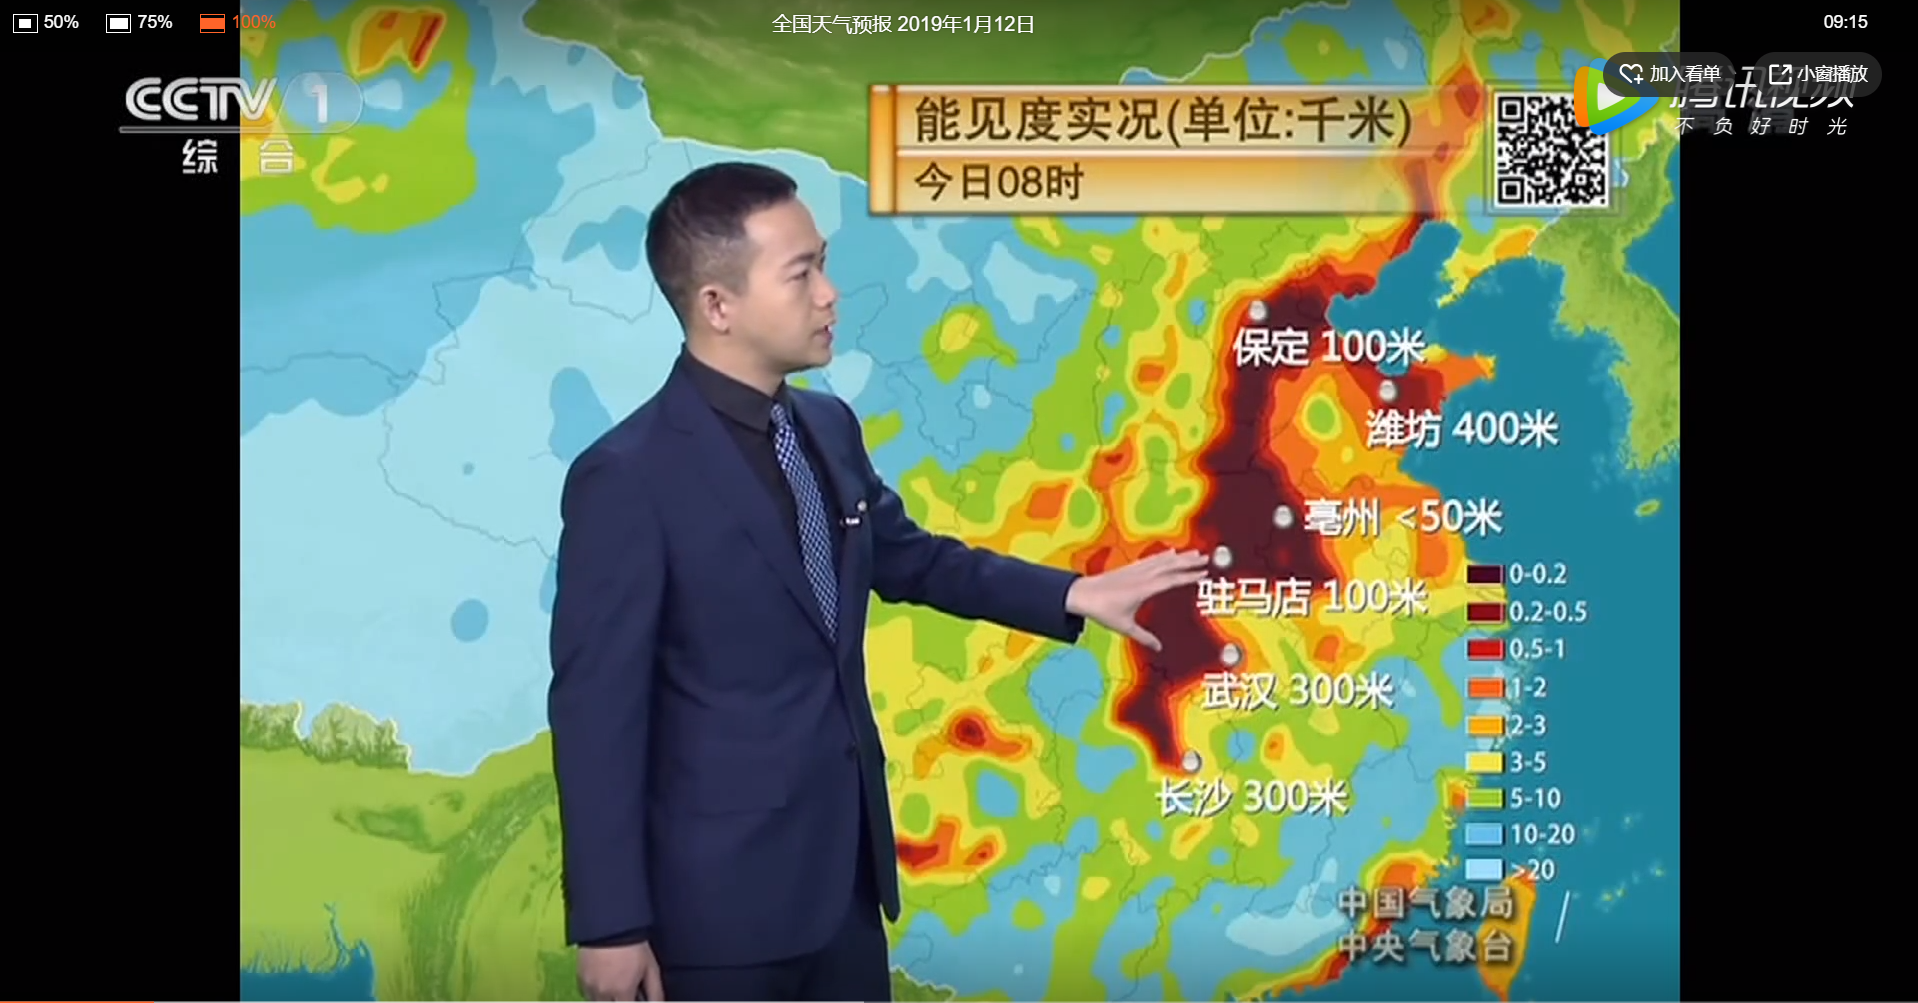 50% 75% 100%
全国天气预报 2019年1月12日
09:15
加入看单
小窗播放
CCTV 1
综合
腾讯视频
不负好时光
能见度实况(单位:千米)
今日08时
保定 100米
潍坊 400米
亳州 <50米
驻马店 100米
武汉 300米
长沙 300米
0-0.2
0.2-0.5
0.5-1
1-2
2-3
3-5
5-10
10-20
>20
中国气象局
中央气象台